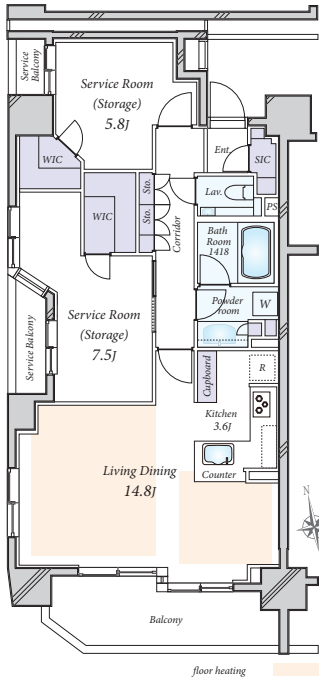 Service
Balcony
Service Room
(Storage)
5.8J
Ent.
SIC
WIC
Lav.
Sto.
PS
WIC
Sto.
Corridor
Bath
Room
1418
Service Room
(Storage)
7.5J
Powder
room
W
Service Balcony
Cupboard
R
Kitchen
3.6J
Living Dining
14.8J
Counter
N
Balcony
floor heating